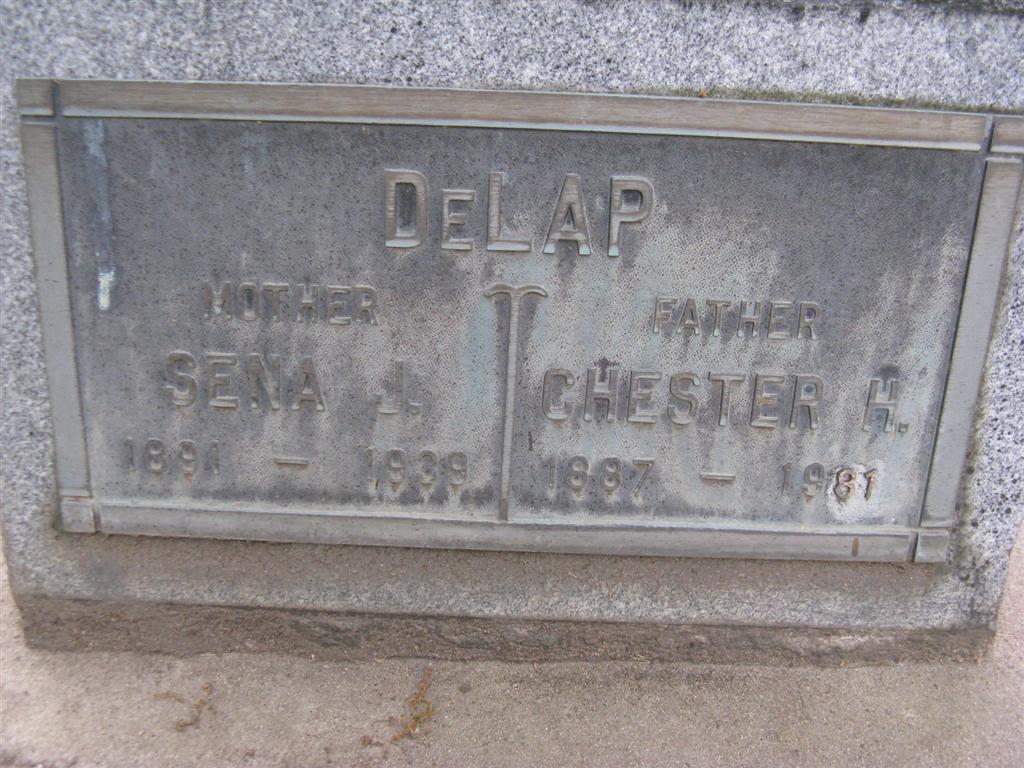 DeLAP
MOTHER
SENA J.
1891 – 1939
FATHER
CHESTER H.
1887 – 1981